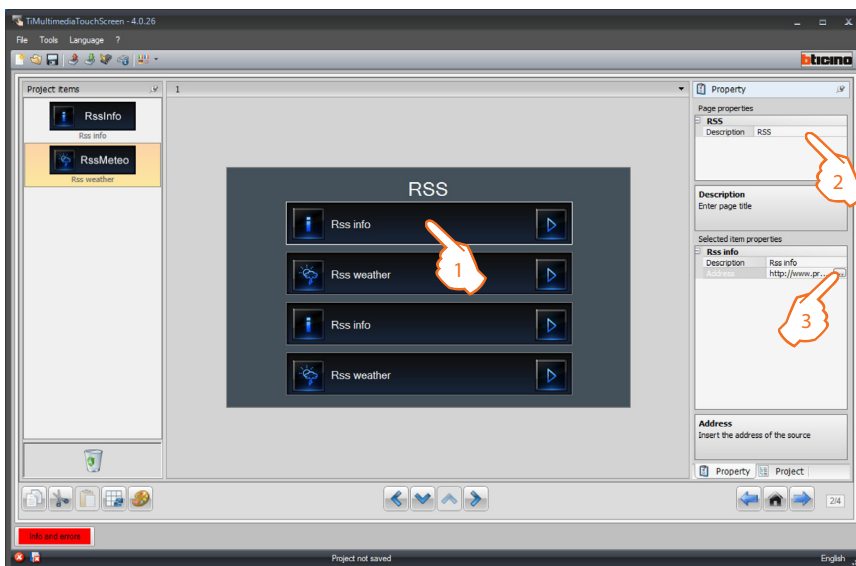 TiMultimediaTouchScreen - 4.0.26
File Tools Language ?
bticino
Project items
RssInfo
Rss info
RssMeteo
Rss weather
1
RSS
Rss info
Rss weather
Rss info
Rss weather
1
Property
Page properties
RSS
Description RSS
2
Description
Enter page title
Selected item properties
Rss info
Description Rss info
Address http://www.pr... ...
3
Address
Insert the address of the source
Property Project
2/4
Info and errors
Project not saved
English